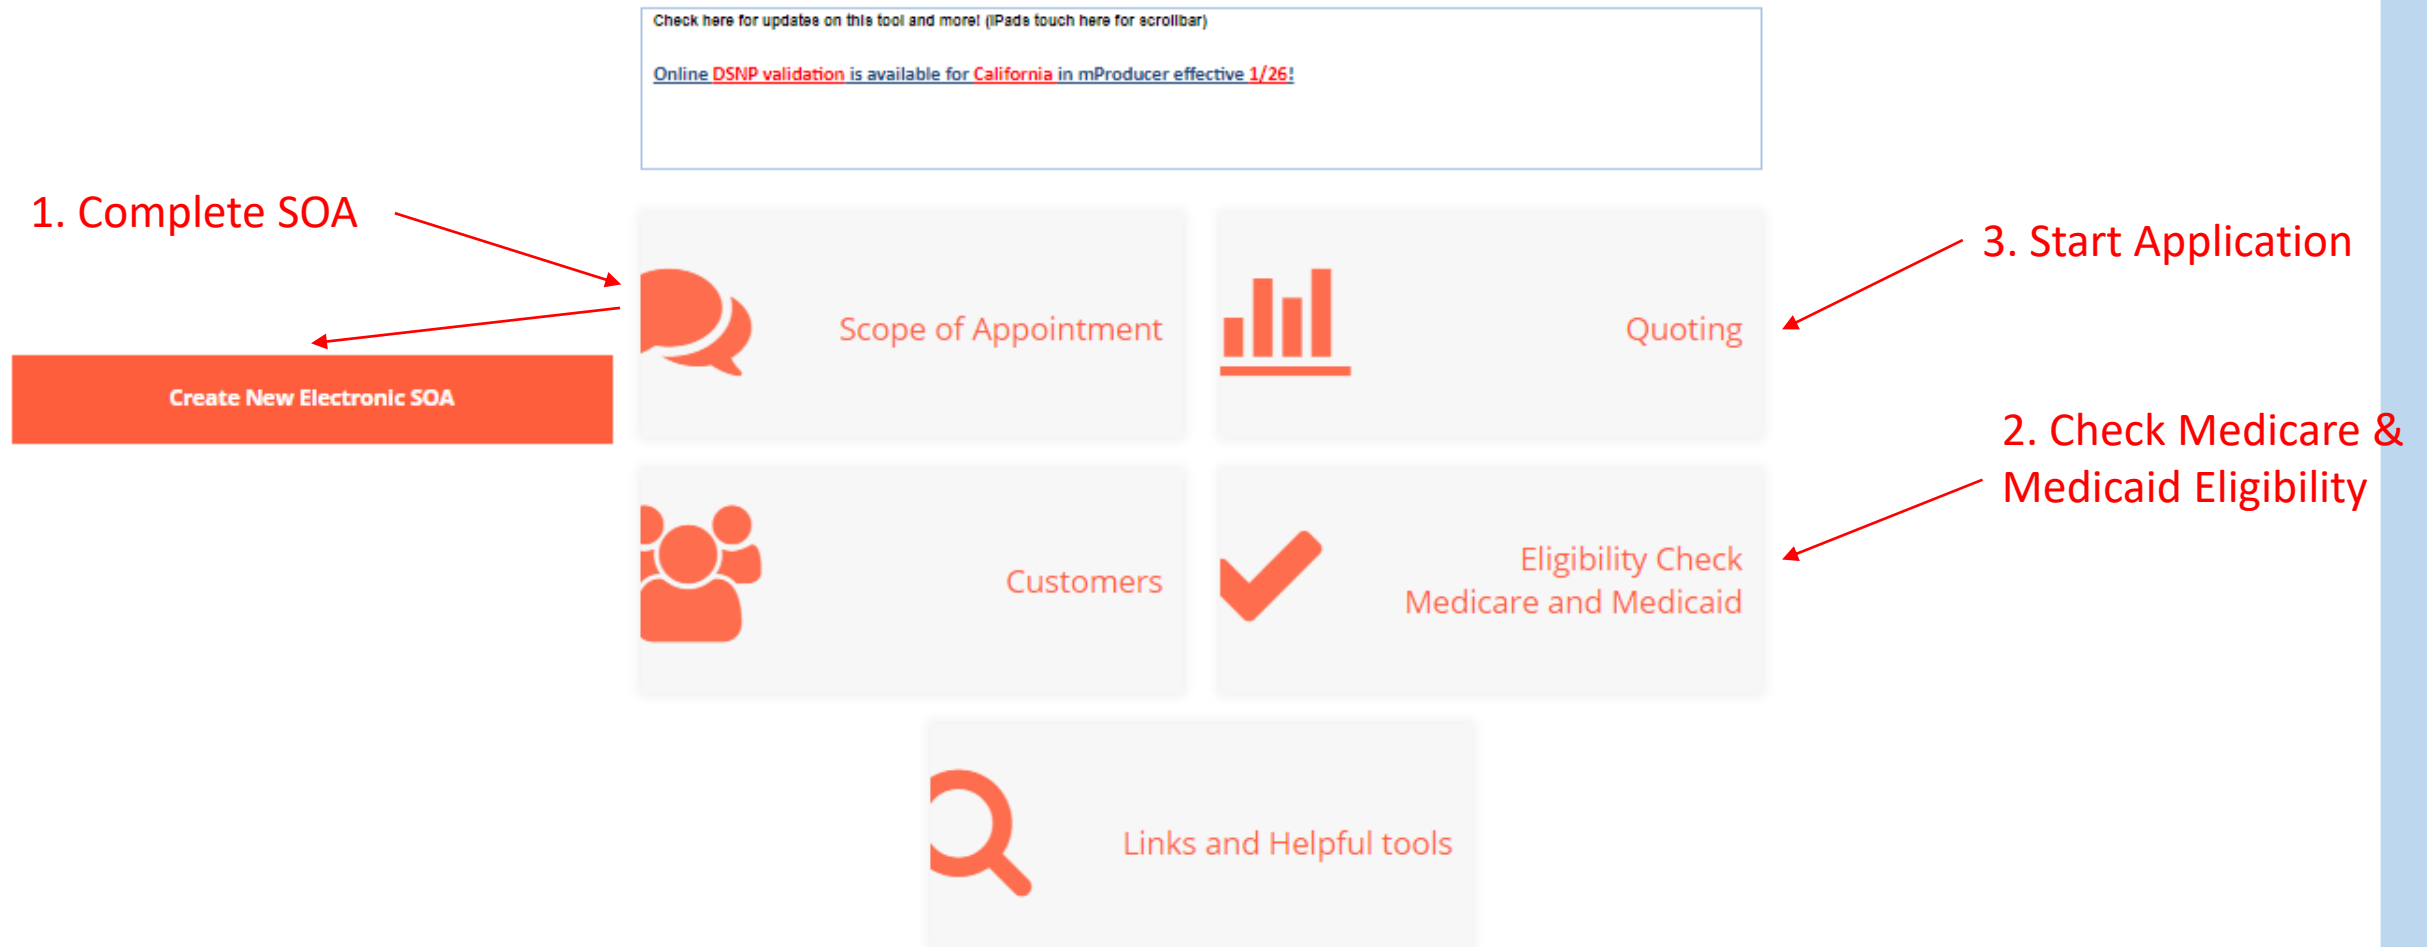 Check here for updates on this tool and more! (iPads touch here for scrollbar)
Online DSNP validation is available for California in mProducer effective 1/26!
1. Complete SOA
Create New Electronic SOA
Scope of Appointment
Quoting
3. Start Application
2. Check Medicare &
Medicaid Eligibility
Customers
Eligibility Check
Medicare and Medicaid
Links and Helpful tools